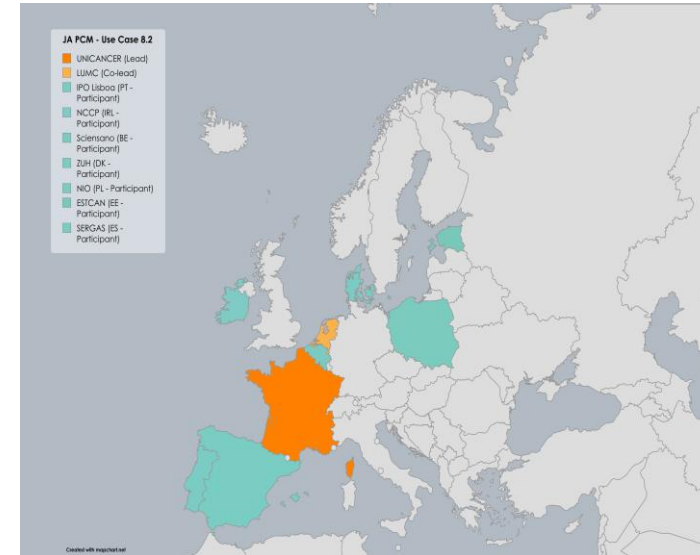 JA PCM - Use Case 8.2
UNICANCER (Lead)
LUMC (Co-lead)
IPO Lisboa (PT -
Participant)
NCCP (IRL -
Participant)
Sciensano (BE -
Participant)
ZUH (DK -
Participant)
NIO (PL - Participant)
ESTCAN (EE -
Participant)
SERGAS (ES -
Participant)
Created with mapchart.net